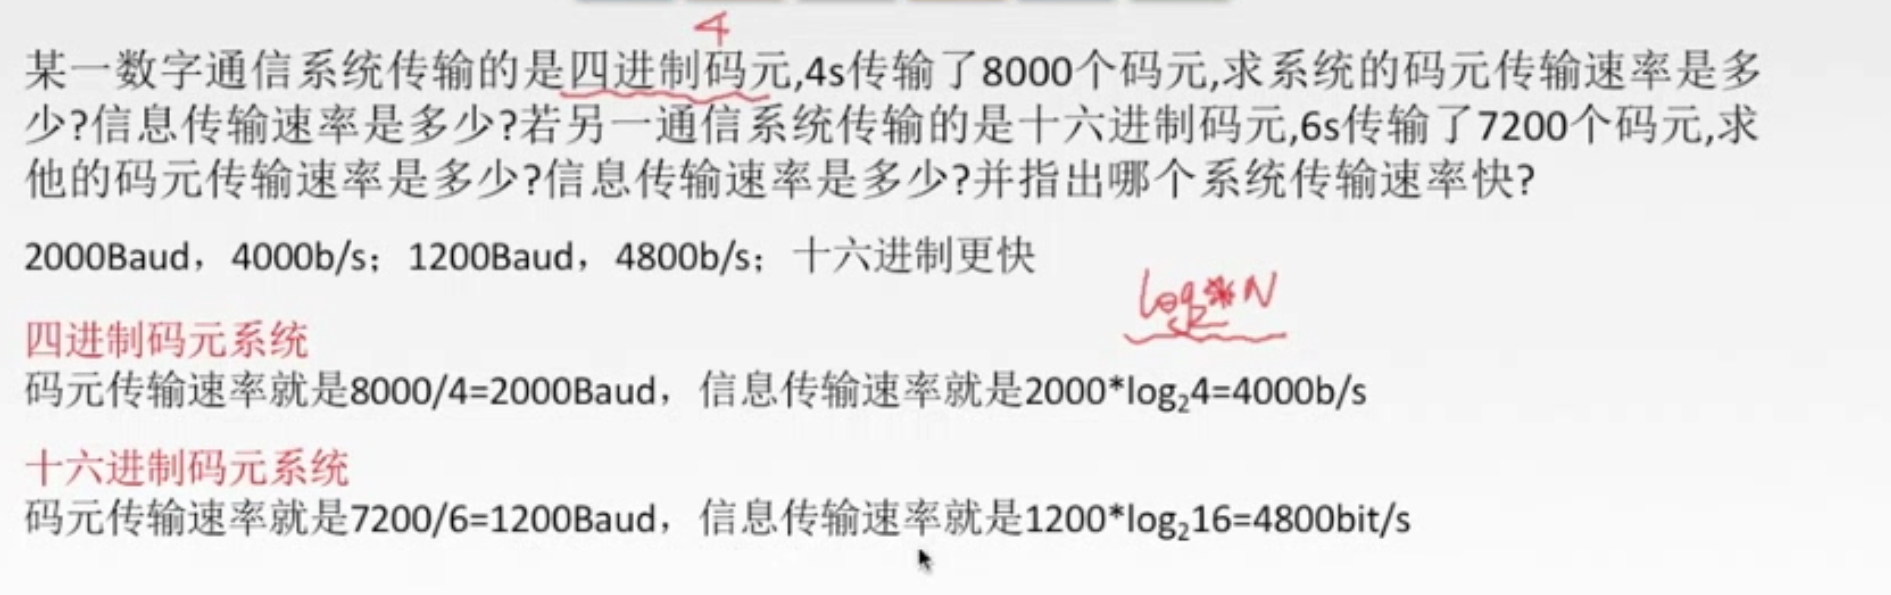 4
某一数字通信系统传输的是四进制码元,4s传输了8000个码元,求系统的码元传输速率是多
少?信息传输速率是多少?若另一通信系统传输的是十六进制码元,6s传输了7200个码元,求
他的码元传输速率是多少?信息传输速率是多少?并指出哪个系统传输速率快?
2000Baud，4000b/s；1200Baud，4800b/s；十六进制更快
四进制码元系统
码元传输速率就是8000/4=2000Baud，信息传输速率就是2000*log₂4=4000b/s
十六进制码元系统
码元传输速率就是7200/6=1200Baud，信息传输速率就是1200*log₂16=4800bit/s